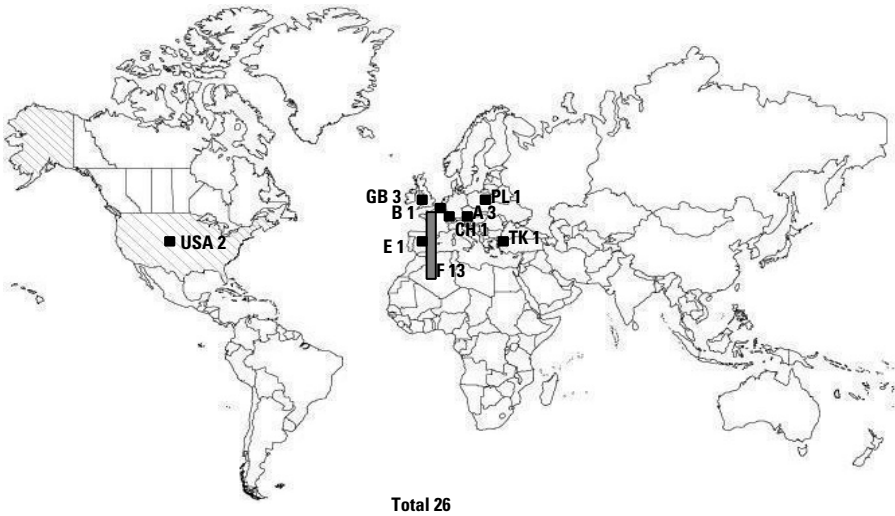 GB 3
PL 1
B 1
A 3
CH 1
USA 2
E 1
TK 1
F 13
Total 26